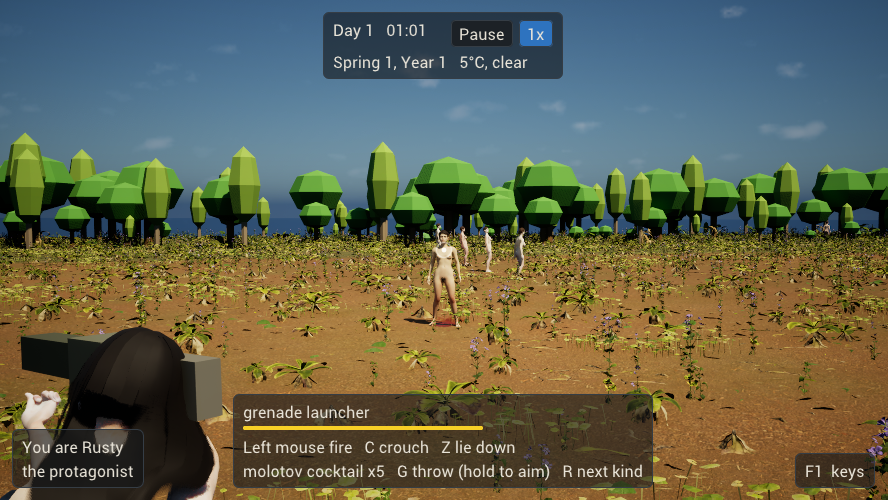 Day 1 01:01 Pause 1x
Spring 1, Year 1 5°C, clear
grenade launcher
Left mouse fire C crouch Z lie down
molotov cocktail x5 G throw (hold to aim) R next kind
You are Rusty
the protagonist
F1 keys